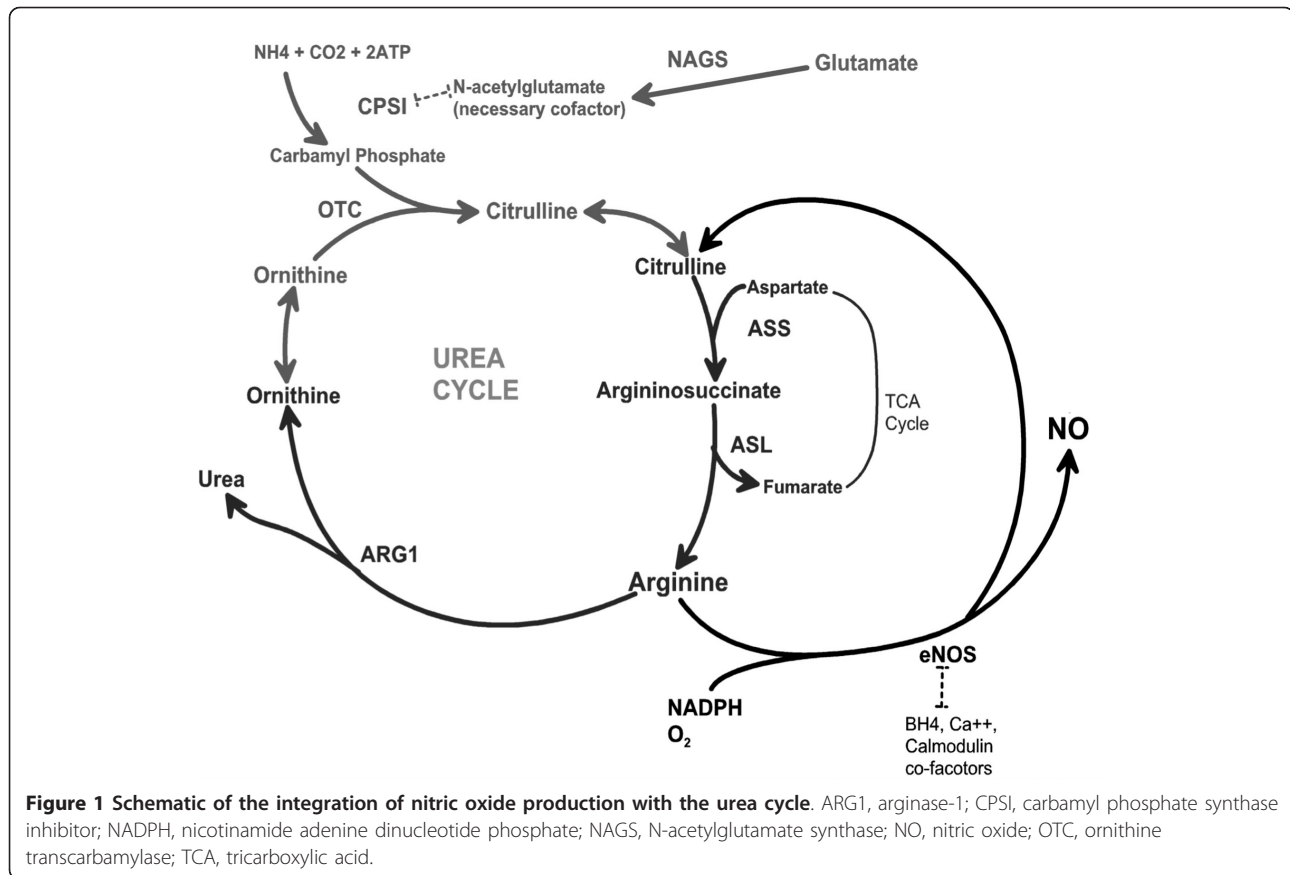 NH4 + CO2 + 2ATP
NAGS
Glutamate
CPSI
N-acetylglutamate
(necessary cofactor)
Carbamyl Phosphate
OTC
Citrulline
Citrulline
Ornithine
Aspartate
ASS
UREA
CYCLE
Ornithine
Argininosuccinate
TCA
Cycle
NO
ASL
Urea
Fumarate
ARG1
Arginine
eNOS
NADPH
O₂
BH4, Ca++,
Calmodulin
co-facotors
Figure 1 Schematic of the integration of nitric oxide production with the urea cycle. ARG1, arginase-1; CPSI, carbamyl phosphate synthase
inhibitor; NADPH, nicotinamide adenine dinucleotide phosphate; NAGS, N-acetylglutamate synthase; NO, nitric oxide; OTC, ornithine
transcarbamylase; TCA, tricarboxylic acid.